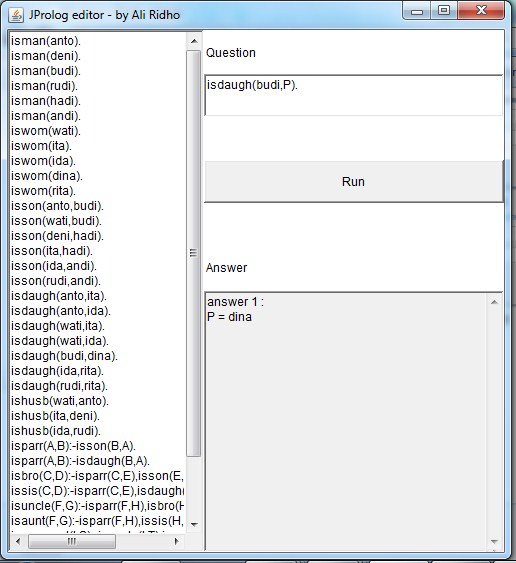 JProlog editor - by Ali Ridho
isman(anto).
isman(deni).
isman(budi).
isman(rudi).
isman(hadi).
isman(andi).
iswom(wati).
iswom(ita).
iswom(ida).
iswom(dina).
iswom(rita).
isson(anto,budi).
isson(wati,budi).
isson(deni,hadi).
isson(ita,hadi).
isson(ida,andi).
isson(rudi,andi).
isdaugh(anto,ita).
isdaugh(anto,ida).
isdaugh(wati,ita).
isdaugh(wati,ida).
isdaugh(budi,dina).
isdaugh(ida,rita).
isdaugh(rudi,rita).
ishusb(wati,anto).
ishusb(ita,deni).
ishusb(ida,rudi).
isparr(A,B):-isson(B,A).
isparr(A,B):-isdaugh(B,A).
isbro(C,D):-isparr(C,E),isson(E,
issis(C,D):-isparr(C,E),isdaugh(
isuncle(F,G):-isparr(F,H),isbro(H
isaunt(F,G):-isparr(F,H),issis(H,
Question
isdaugh(budi,P).
Run
Answer
answer 1 :
P = dina